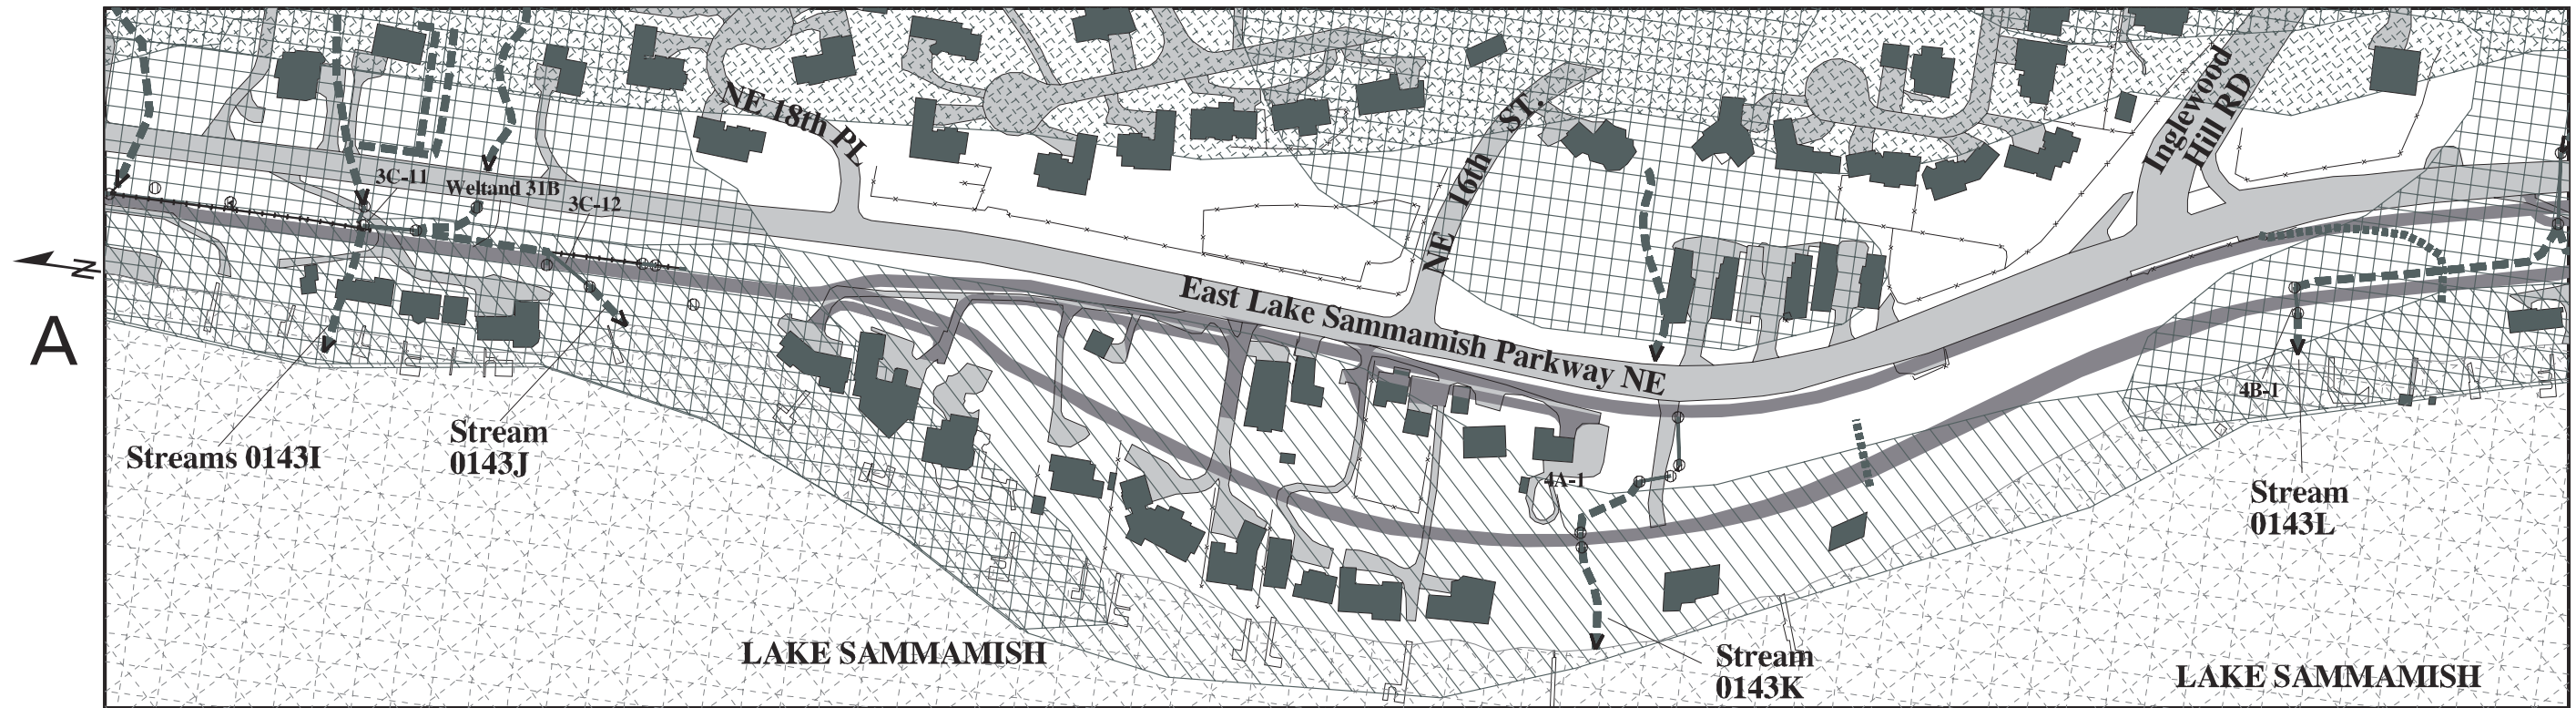 NE 18th PL
NE 16th ST.
Inglewood
Hill RD
3C-11
Weltand 31B
3C-12
N
A
East Lake Sammamish Parkway NE
4B-1
Streams 0143I
Stream
0143J
4A-1
Stream
0143L
LAKE SAMMAMISH
Stream
0143K
LAKE SAMMAMISH